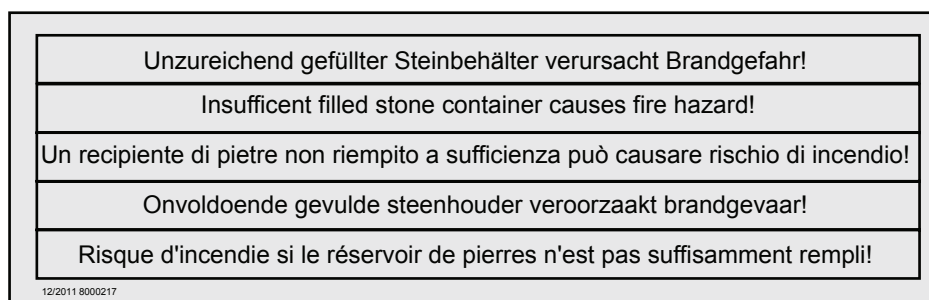 Unzureichend gefüllter Steinbehälter verursacht Brandgefahr!
Insufficent filled stone container causes fire hazard!
Un recipiente di pietre non riempito a sufficienza può causare rischio di incendio!
Onvoldoende gevulde steenhouder veroorzaakt brandgevaar!
Risque d'incendie si le réservoir de pierres n'est pas suffisamment rempli!
12/2011 8000217